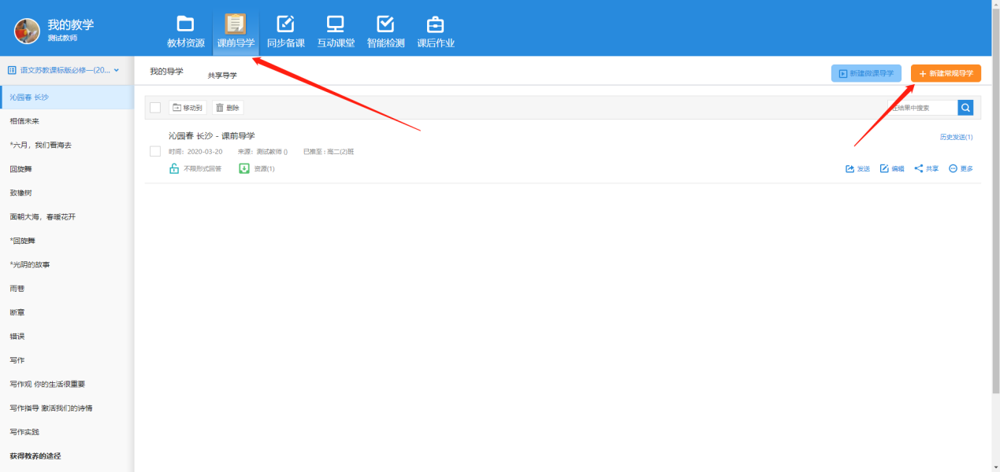 我的教学
测试教师
教材资源 课前导学 同步备课 互动课堂 智能检测 课后作业
语文苏教课标版必修一(20...
我的导学 共享导学 新建微课导学 + 新建常规导学
沁园春 长沙
相信未来
*六月，我们看海去
回旋舞
致橡树
面朝大海，春暖花开
*回旋舞
*光阴的故事
雨巷
断章
错误
写作
写作观 你的生活很重要
写作指导 激活我们的诗情
写作实践
获得教养的途径
移动到 删除 结果中搜索
沁园春 长沙 - 课前导学 历史发送(1)
时间：2020-03-20 来源：测试教师 () 已推至 : 高二(2)班
不限形式回答 资源(1) 发送 编辑 共享 更多